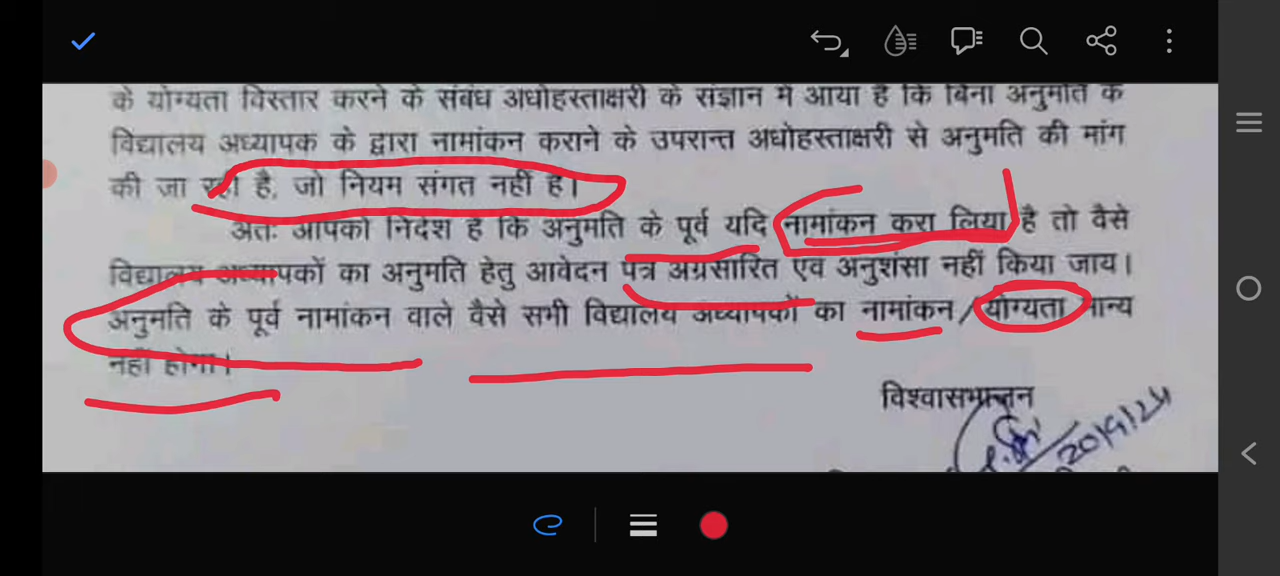 के योग्यता विस्तार करने के संबंध अधोहस्ताक्षरी के संज्ञान में आया है कि बिना अनुमति के
विद्यालय अध्यापक के द्वारा नामांकन कराने के उपरान्त अधोहस्ताक्षरी से अनुमति की मांग
की जा रही है, जो नियम संगत नहीं है।
अतः आपको निदेश है कि अनुमति के पूर्व यदि नामांकन करा लिया है तो वैसे
विद्यालय अध्यापकों का अनुमति हेतु आवेदन पत्र अग्रसारित एवं अनुशंसा नहीं किया जाय।
अनुमति के पूर्व नामांकन वाले वैसे सभी विद्यालय अध्यापकों का नामांकन/योग्यता मान्य
नहीं होगा।
विश्वासभाजन
20/9/24